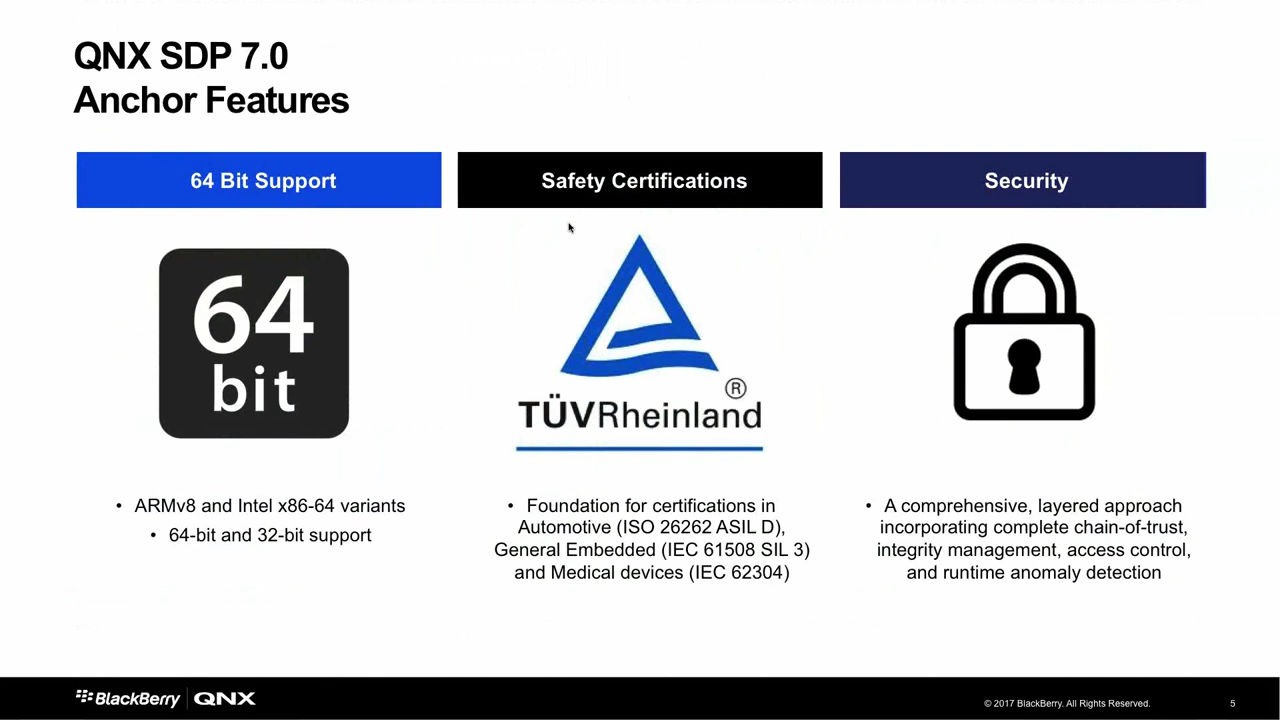 QNX SDP 7.0
Anchor Features
64 Bit Support
Safety Certifications
Security
64
bit
®
TÜVRheinland
• ARMv8 and Intel x86-64 variants
• 64-bit and 32-bit support
• Foundation for certifications in
Automotive (ISO 26262 ASIL D),
General Embedded (IEC 61508 SIL 3)
and Medical devices (IEC 62304)
• A comprehensive, layered approach
incorporating complete chain-of-trust,
integrity management, access control,
and runtime anomaly detection
BlackBerry QNX
© 2017 BlackBerry. All Rights Reserved.
5